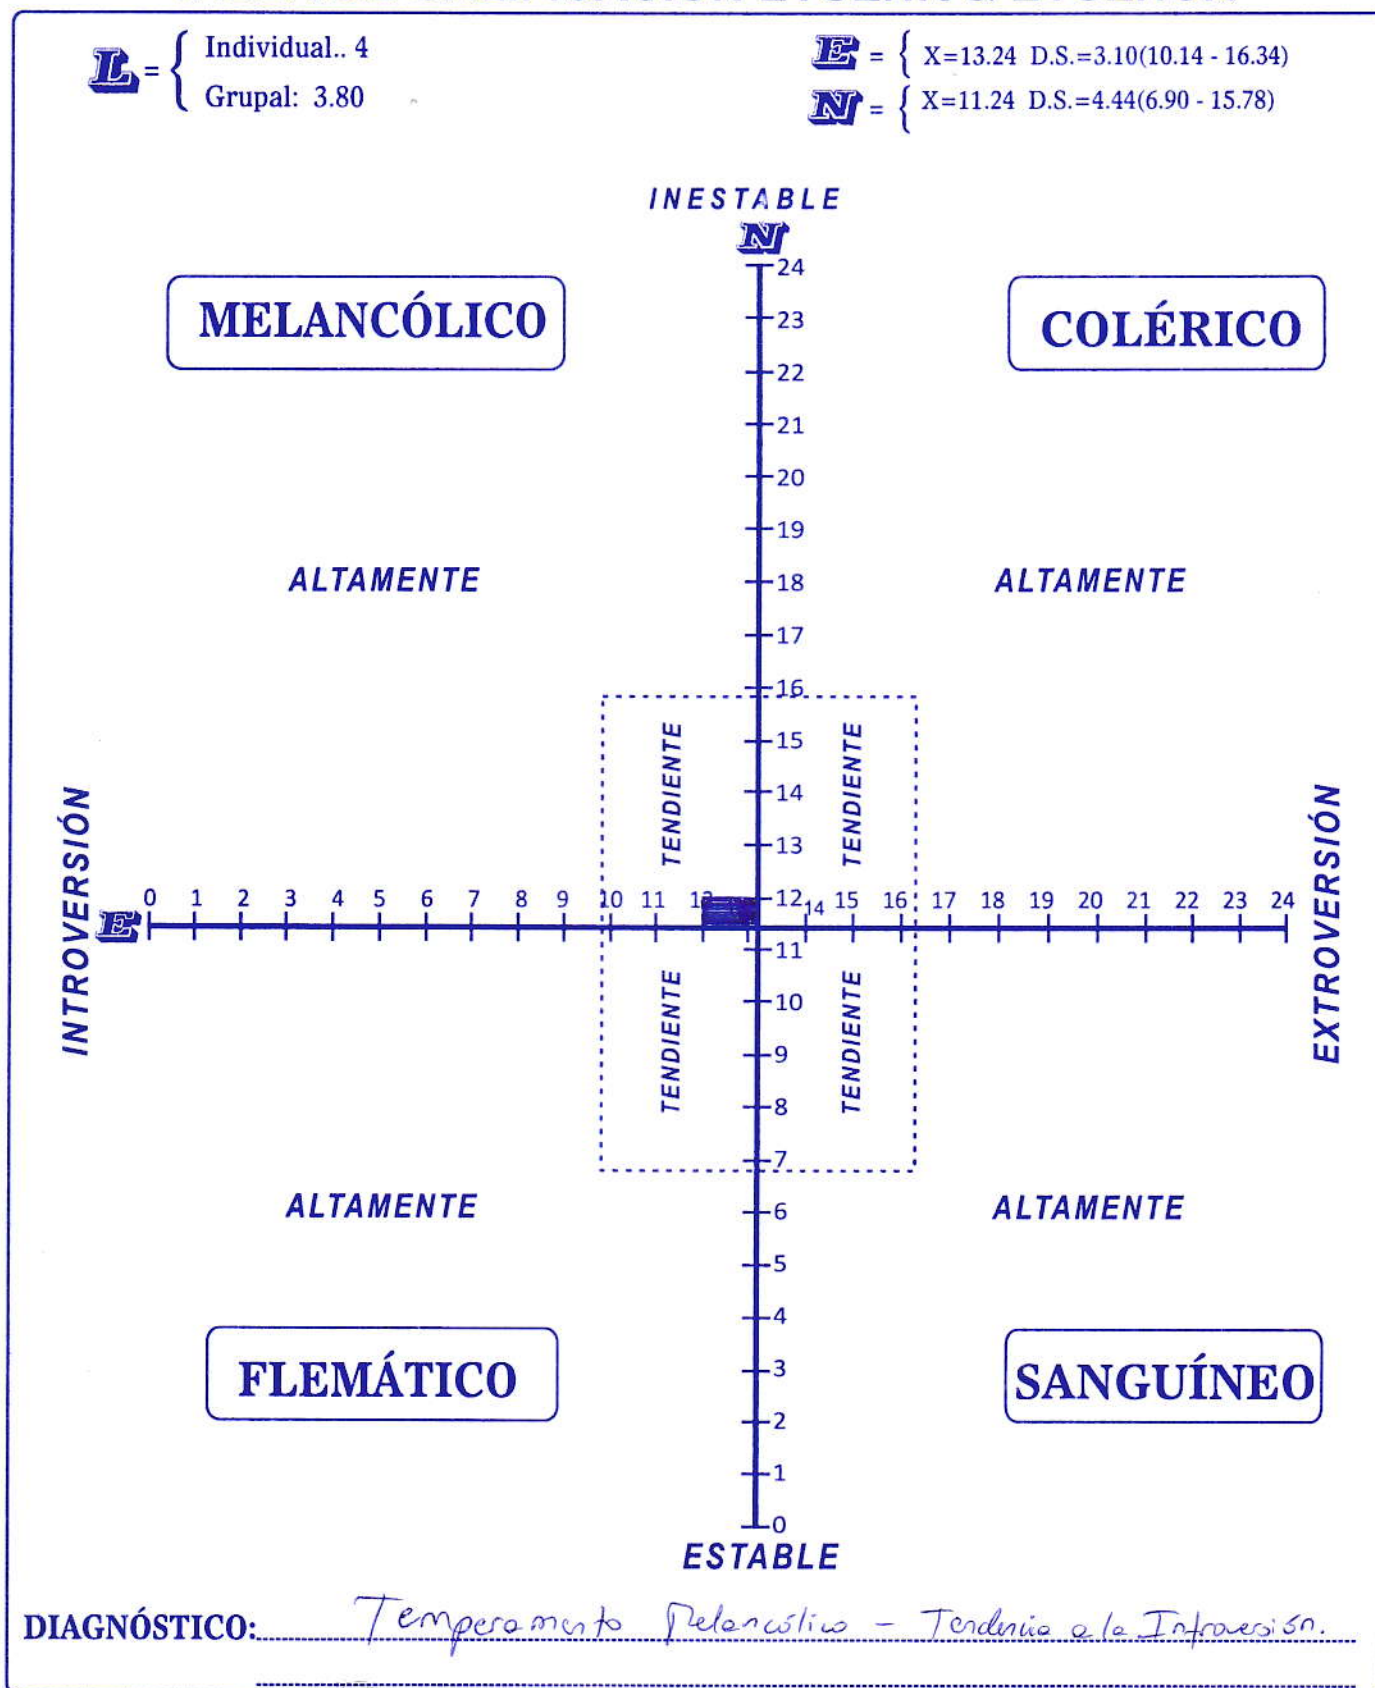 L = { Individual.. 4
Grupal: 3.80
E = { X=13.24 D.S.=3.10(10.14 - 16.34)
N = { X=11.24 D.S.=4.44(6.90 - 15.78)
INESTABLE
N
24
MELANCÓLICO
COLÉRICO
23
22
21
20
19
ALTAMENTE
18
ALTAMENTE
17
16
TENDIENTE
TENDIENTE
15
14
13
INTROVERSIÓN
EXTROVERSIÓN
12
E
0 1 2 3 4 5 6 7 8 9 10 11 12 14 15 16 17 18 19 20 21 22 23 24
11
TENDIENTE
TENDIENTE
10
9
8
7
ALTAMENTE
6
ALTAMENTE
5
4
FLEMÁTICO
3
SANGUÍNEO
2
1
0
ESTABLE
DIAGNÓSTICO: Temperamento Melancólico - Tendencia a la Introversión.